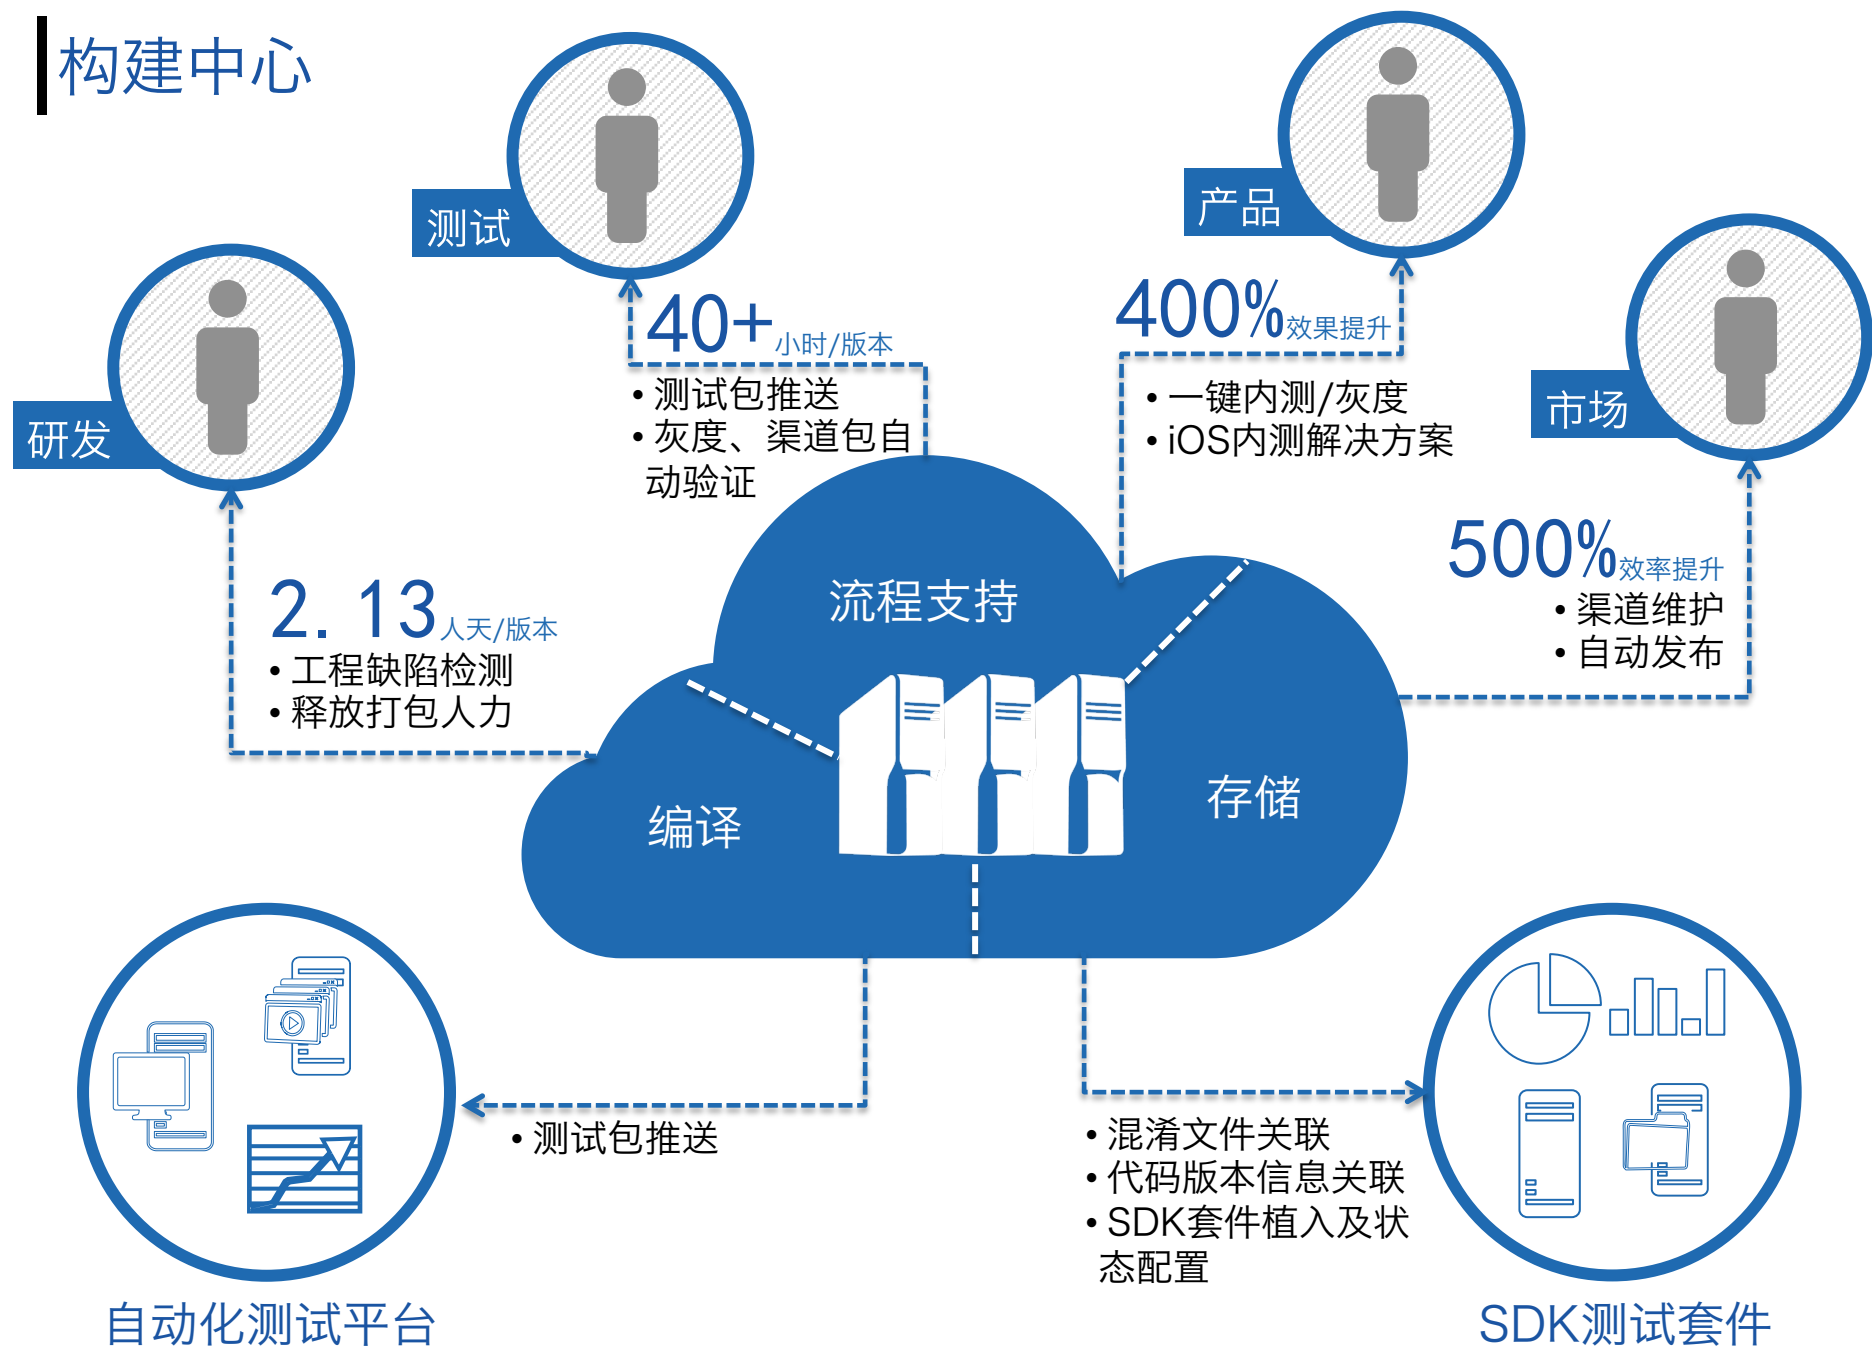 构建中心
测试
40+小时/版本
• 测试包推送
• 灰度、渠道包自
动验证
产品
400%效果提升
• 一键内测/灰度
• iOS内测解决方案
研发
2.13人天/版本
• 工程缺陷检测
• 释放打包人力
市场
500%效率提升
• 渠道维护
• 自动发布
流程支持
编译
存储
• 测试包推送
• 混淆文件关联
• 代码版本信息关联
• SDK套件植入及状
态配置
自动化测试平台
SDK测试套件